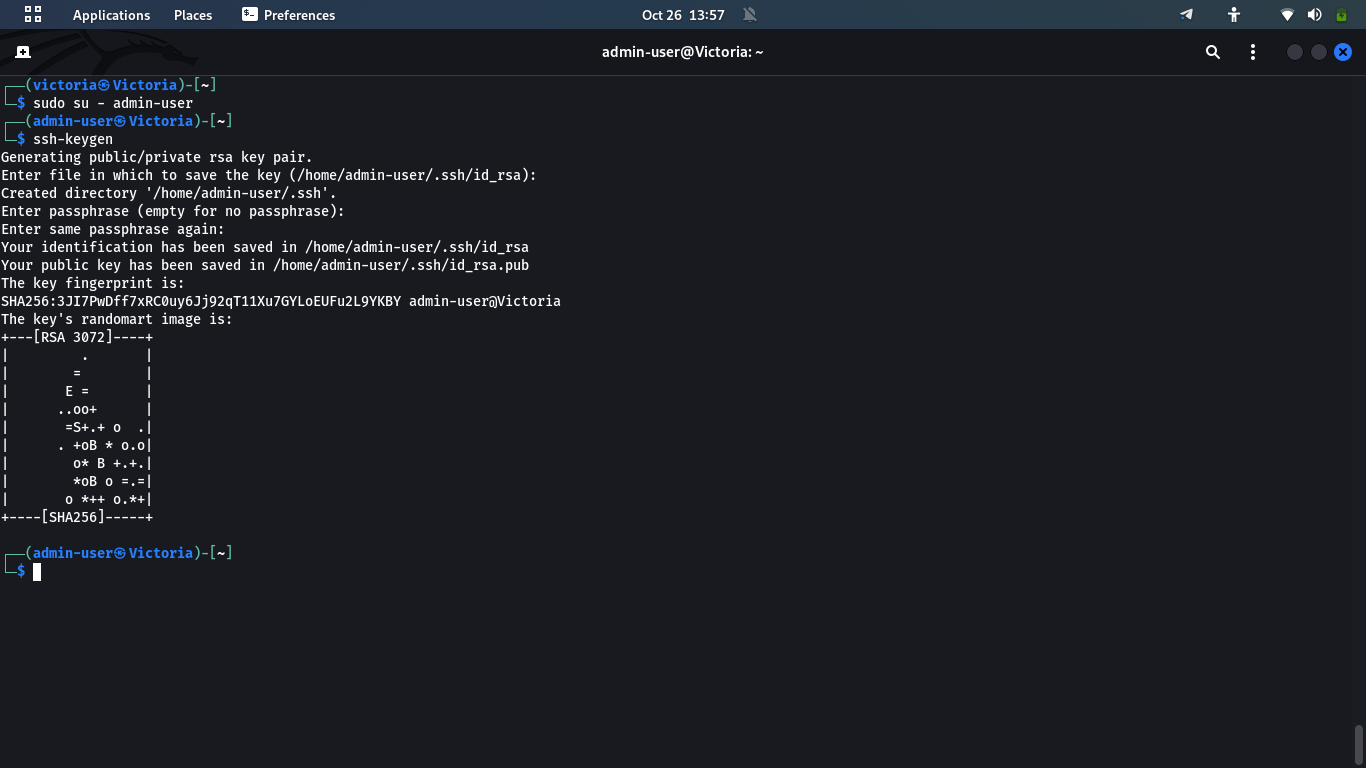 Applications Places Preferences Oct 26 13:57
admin-user@Victoria: ~
┌──(victoria㉿Victoria)-[~]
└─$ sudo su - admin-user
┌──(admin-user㉿Victoria)-[~]
└─$ ssh-keygen
Generating public/private rsa key pair.
Enter file in which to save the key (/home/admin-user/.ssh/id_rsa):
Created directory '/home/admin-user/.ssh'.
Enter passphrase (empty for no passphrase):
Enter same passphrase again:
Your identification has been saved in /home/admin-user/.ssh/id_rsa
Your public key has been saved in /home/admin-user/.ssh/id_rsa.pub
The key fingerprint is:
SHA256:3JI7PwDff7xRC0uy6Jj92qT11Xu7GYLoEUFu2L9YKBY admin-user@Victoria
The key's randomart image is:
+---[RSA 3072]----+
|         .       |
|        =        |
|       E =       |
|      ..oo+      |
|       =S+.+ o  .|
|      . +oB * o.o|
|        o* B +.+.|
|        *oB o =.=|
|       o *++ o.*+|
+----[SHA256]-----+
┌──(admin-user㉿Victoria)-[~]
└─$